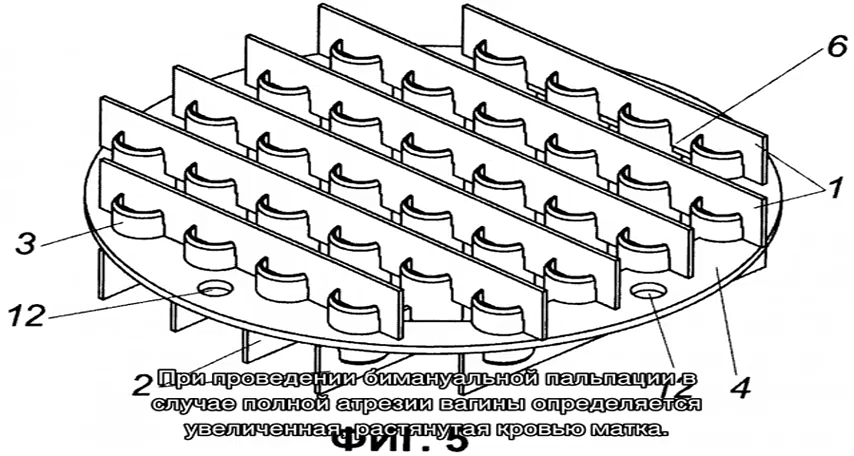 6
1
3
12
2
12
4
При проведении бимануальной пальпации в
случае полной атрезии вагины определяется
увеличенная, растянутая кровью матка.
ФИГ. 5